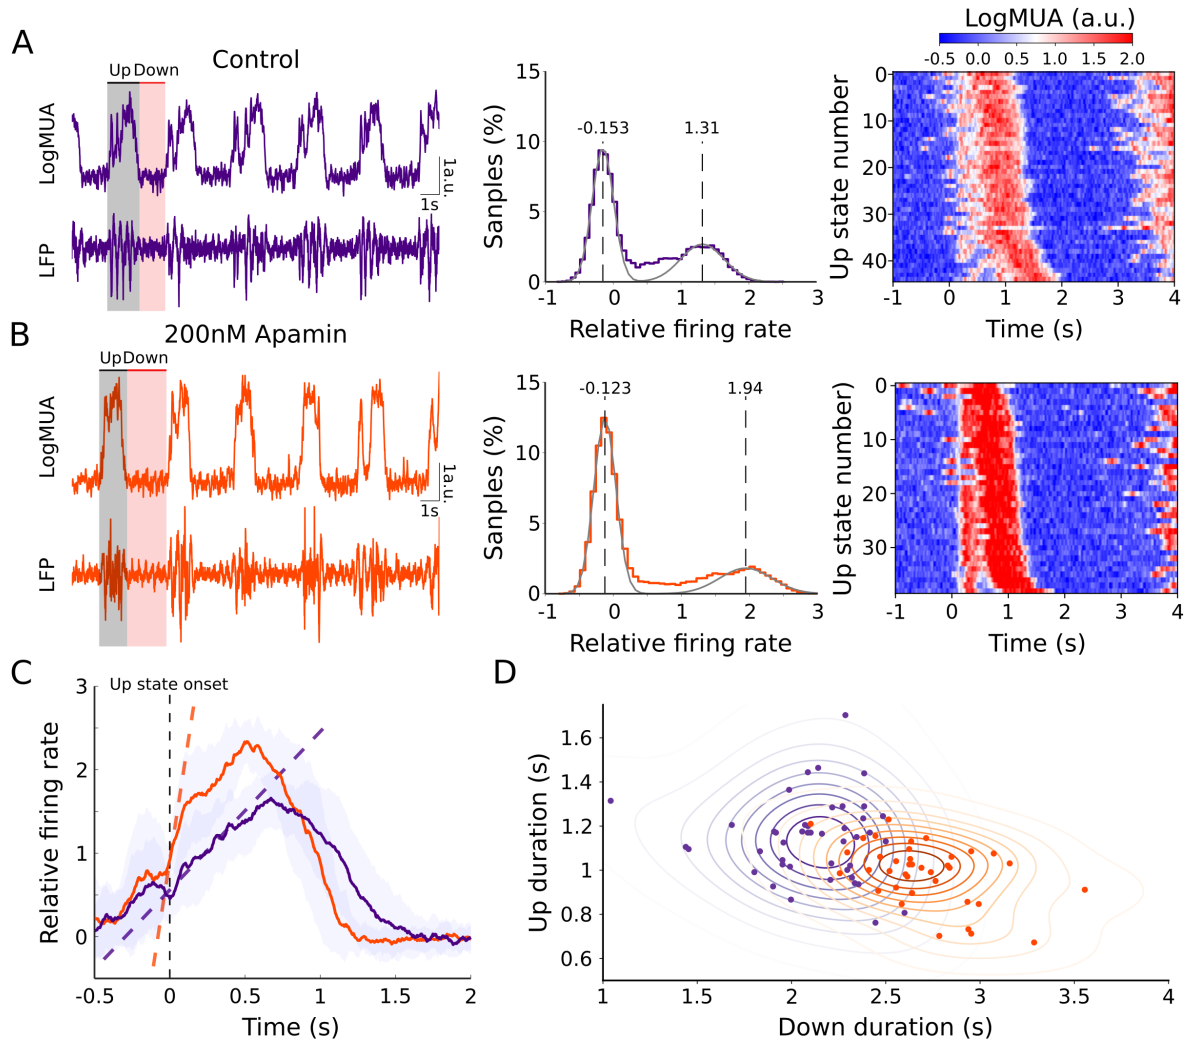 A
Control
Up Down
LogMUA
LFP
1a.u.
1s
15
10
5
0
-0.153
1.31
Sanples (%)
-1 0 1 2 3
Relative firing rate
LogMUA (a.u.)
-0.5 0.0 0.5 1.0 1.5 2.0
Up state number
0
10
20
30
40
-1 0 1 2 3 4
Time (s)
B
200nM Apamin
Up Down
LogMUA
LFP
1a.u.
1s
15
10
5
0
-0.123
1.94
Sanples (%)
-1 0 1 2 3
Relative firing rate
Up state number)
0
10
20
30
-1 0 1 2 3 4
Time (s)
C
Up state onset
Relative firing rate
3
2
1
0
-0.5 0 0.5 1 1.5 2
Time (s)
D
Up duration (s)
1.6
1.4
1.2
1
0.8
0.6
1 1.5 2 2.5 3 3.5 4
Down duration (s)